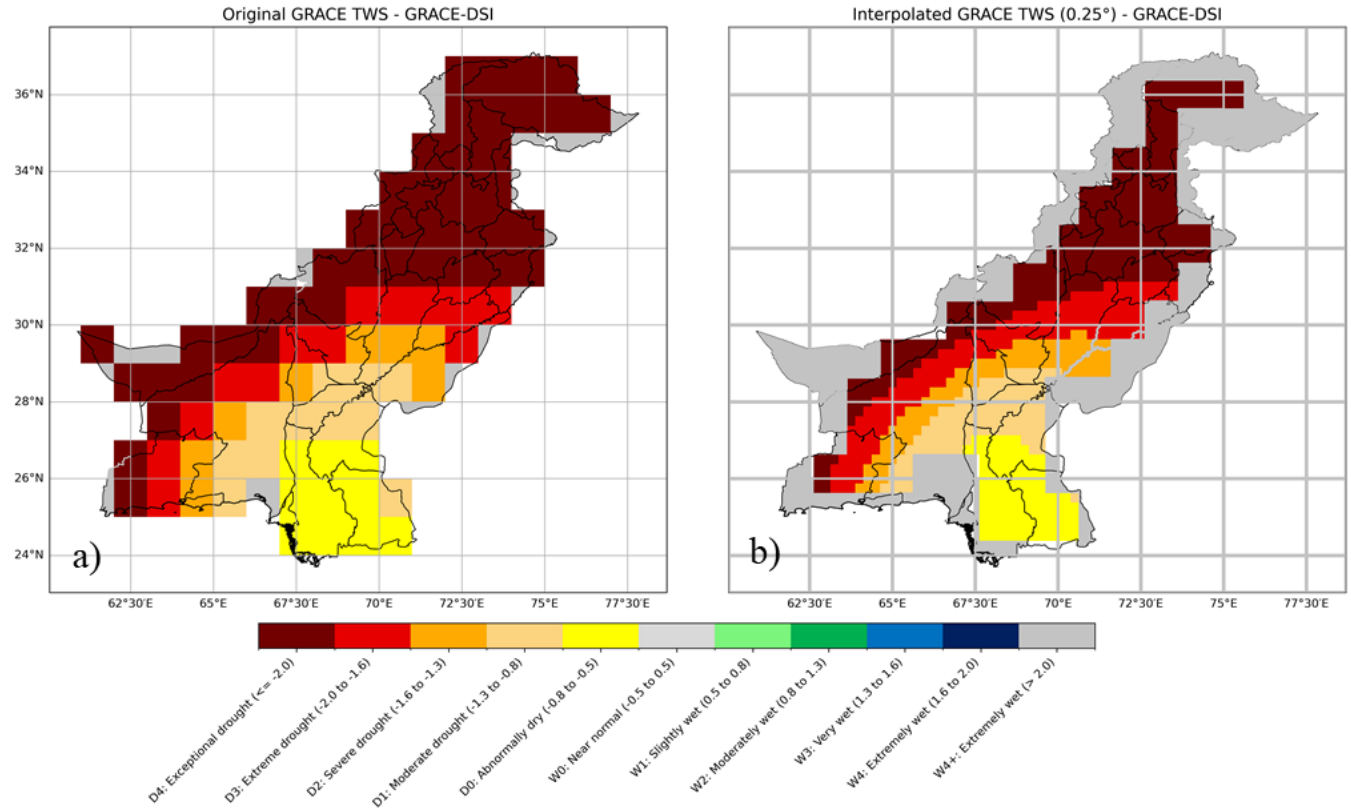 Original GRACE TWS - GRACE-DSI
Interpolated GRACE TWS (0.25°) - GRACE-DSI
36°N
34°N
32°N
30°N
28°N
26°N
24°N
a)
b)
62°30'E
65°E
67°30'E
70°E
72°30'E
75°E
77°30'E
62°30'E
65°E
67°30'E
70°E
72°30'E
75°E
77°30'E
D4: Exceptional drought (<= -2.0)
D3: Extreme drought (-2.0 to -1.6)
D2: Severe drought (-1.6 to -1.3)
D1: Moderate drought (-1.3 to -0.8)
D0: Abnormally dry (-0.8 to -0.5)
W0: Near normal (-0.5 to 0.5)
W1: Slightly wet (0.5 to 0.8)
W2: Moderately wet (0.8 to 1.3)
W3: Very wet (1.3 to 1.6)
W4: Extremely wet (1.6 to 2.0)
W4+: Extremely wet (> 2.0)